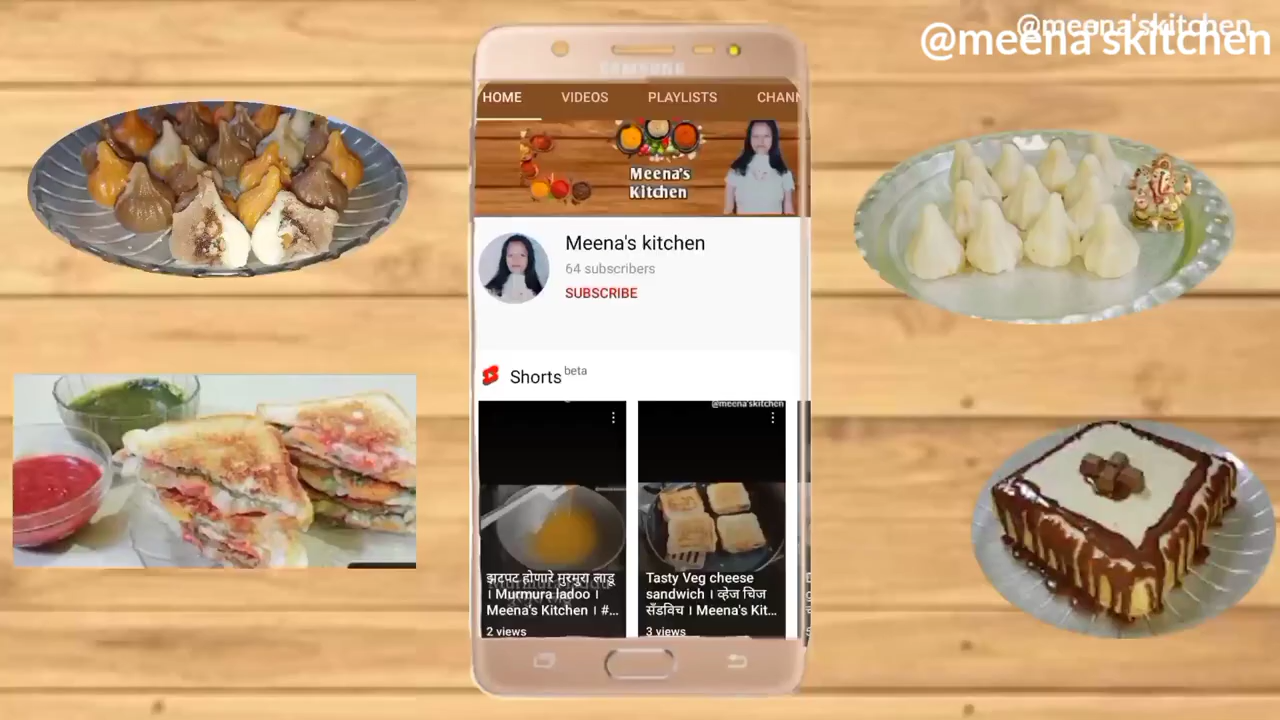 @meena'skitchen
@meena'skitchen
SAMSUNG
HOME VIDEOS PLAYLISTS CHANN
Meena's
Kitchen
Meena's kitchen
64 subscribers
SUBSCRIBE
Shorts beta
@meena'skitchen
झटपट होणारे मुरमुरा लाडू
। Murmura ladoo ।
Meena's Kitchen । #...
2 views
Tasty Veg cheese
sandwich । व्हेज चिज
सँडविच । Meena's Kit...
3 views